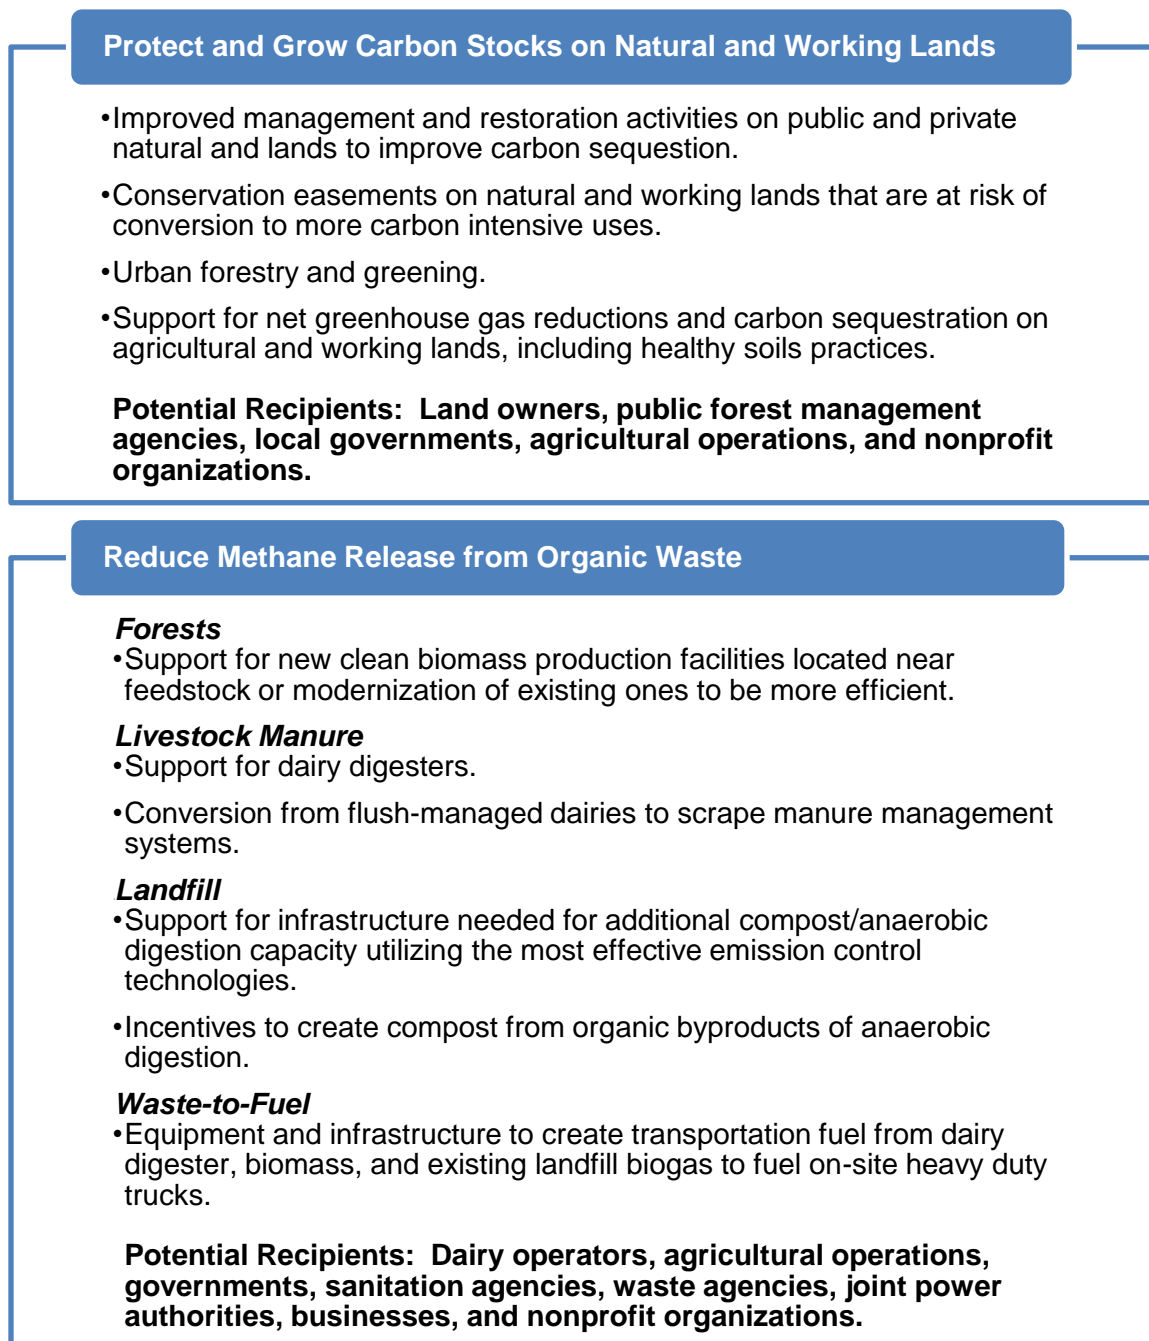 Protect and Grow Carbon Stocks on Natural and Working Lands
•Improved management and restoration activities on public and private
natural and lands to improve carbon sequestion.
•Conservation easements on natural and working lands that are at risk of
conversion to more carbon intensive uses.
•Urban forestry and greening.
•Support for net greenhouse gas reductions and carbon sequestration on
agricultural and working lands, including healthy soils practices.
Potential Recipients:  Land owners, public forest management
agencies, local governments, agricultural operations, and nonprofit
organizations.
Reduce Methane Release from Organic Waste
Forests
•Support for new clean biomass production facilities located near
feedstock or modernization of existing ones to be more efficient.
Livestock Manure
•Support for dairy digesters.
•Conversion from flush-managed dairies to scrape manure management
systems.
Landfill
•Support for infrastructure needed for additional compost/anaerobic
digestion capacity utilizing the most effective emission control
technologies.
•Incentives to create compost from organic byproducts of anaerobic
digestion.
Waste-to-Fuel
•Equipment and infrastructure to create transportation fuel from dairy
digester, biomass, and existing landfill biogas to fuel on-site heavy duty
trucks.
Potential Recipients:  Dairy operators, agricultural operations,
governments, sanitation agencies, waste agencies, joint power
authorities, businesses, and nonprofit organizations.